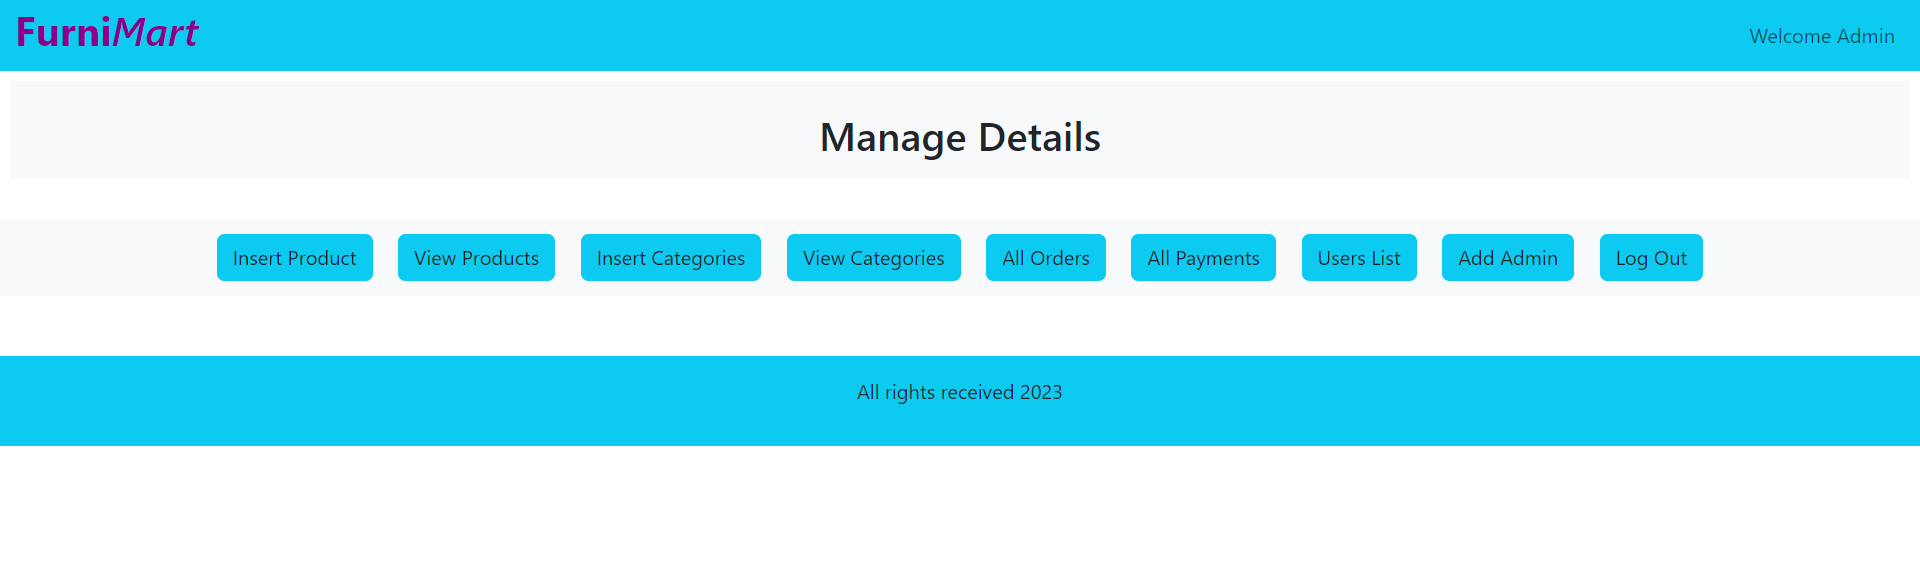 FurniMart
Welcome Admin
Manage Details
Insert Product
View Products
Insert Categories
View Categories
All Orders
All Payments
Users List
Add Admin
Log Out
All rights received 2023